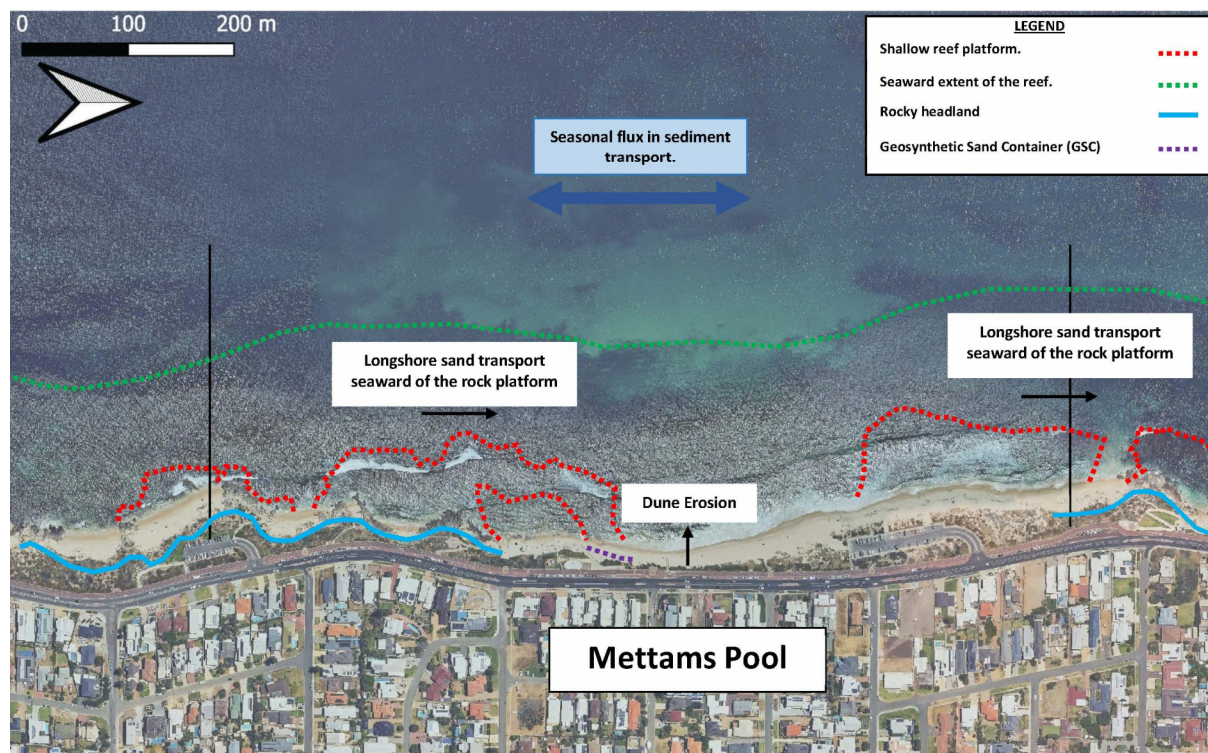 0 100 200 m
LEGEND
Shallow reef platform.
Seaward extent of the reef.
Rocky headland
Geosynthetic Sand Container (GSC)
Seasonal flux in sediment
transport.
Longshore sand transport
seaward of the rock platform
Longshore sand transport
seaward of the rock platform
Dune Erosion
Mettams Pool